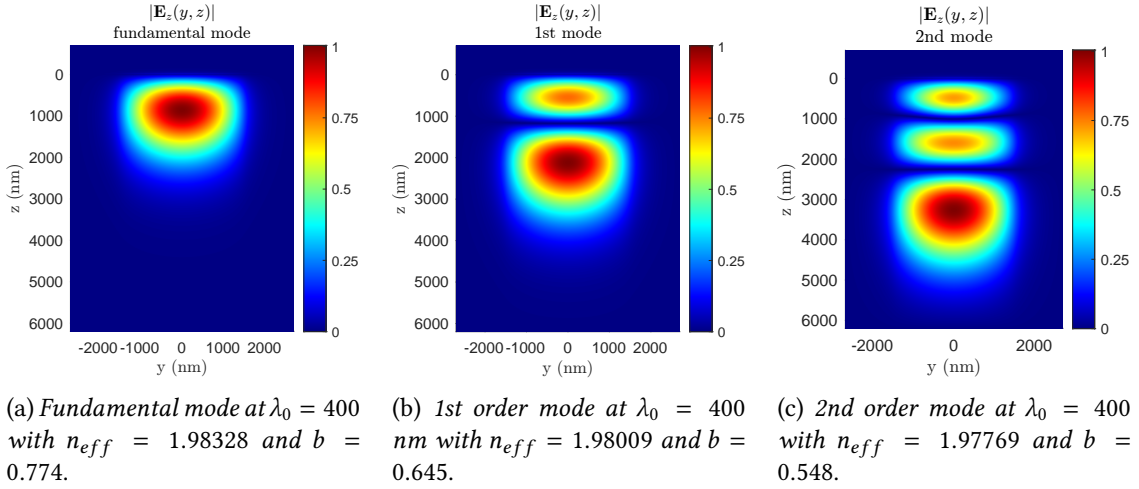 |E_z(y, z)|
fundamental mode
0
1000
2000
3000
4000
5000
6000
z (nm)
-2000 -1000 0 1000 2000
y (nm)
1
0.75
0.5
0.25
0
|E_z(y, z)|
1st mode
0
1000
2000
3000
4000
5000
6000
z (nm)
-2000 0 2000
y (nm)
1
0.75
0.5
0.25
0
|E_z(y, z)|
2nd mode
0
1000
2000
3000
4000
5000
6000
z (nm)
-2000 0 2000
y (nm)
1
0.75
0.5
0.25
0
(a) Fundamental mode at λ₀ = 400
with n_eff = 1.98328 and b =
0.774.
(b) 1st order mode at λ₀ = 400
nm with n_eff = 1.98009 and b =
0.645.
(c) 2nd order mode at λ₀ = 400
with n_eff = 1.97769 and b =
0.548.